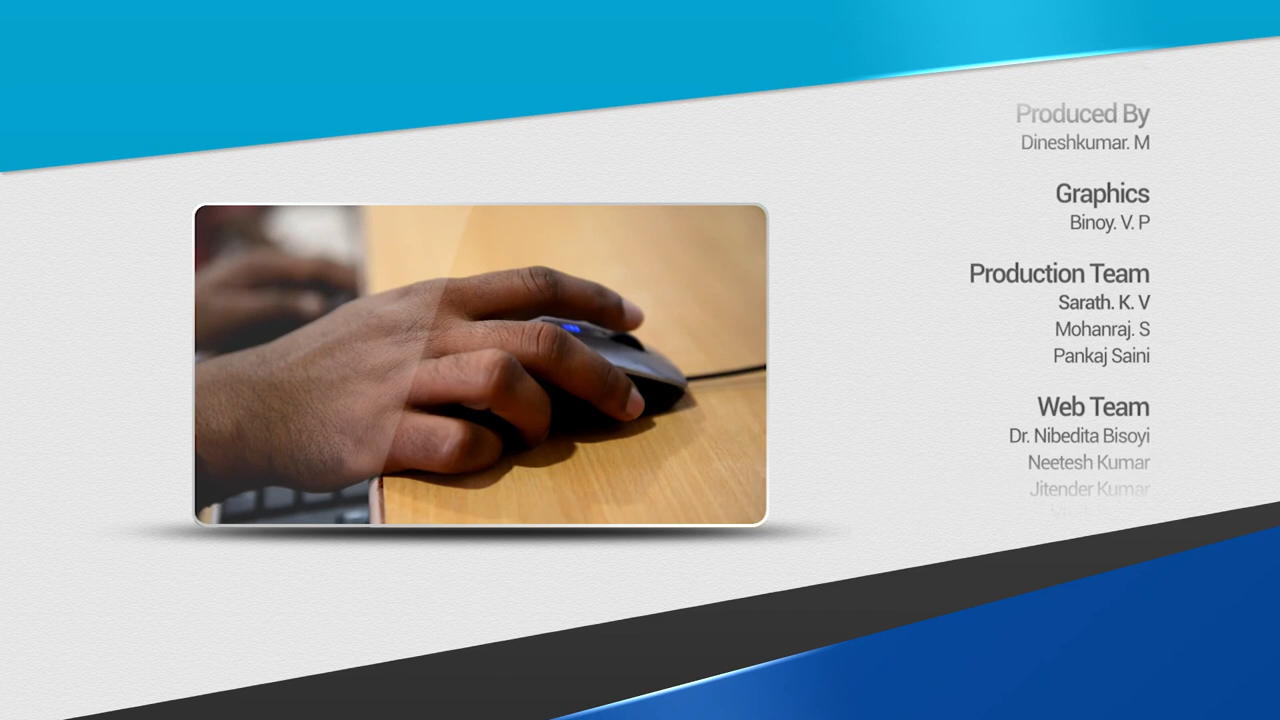 Produced By
Dineshkumar. M
Graphics
Binoy. V. P
Production Team
Sarath. K. V
Mohanraj. S
Pankaj Saini
Web Team
Dr. Nibedita Bisoyi
Neetesh Kumar
Jitender Kumar